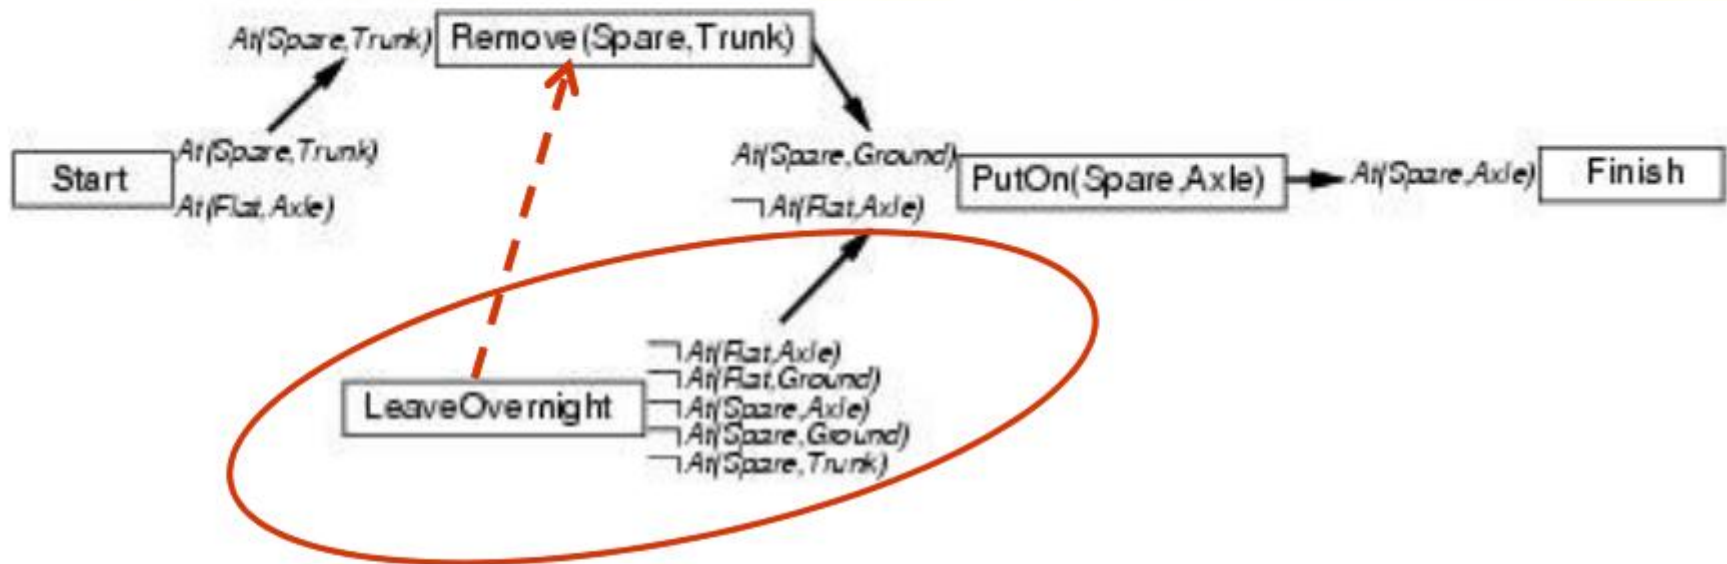 At(Spare,Trunk) Remove(Spare,Trunk)
Start
At(Spare,Trunk)
At(Flat,Axle)
At(Spare,Ground)
¬At(Flat,Axle)
PutOn(Spare,Axle)
At(Spare,Axle)
Finish
LeaveOvernight
¬At(Flat,Axle)
¬At(Flat,Ground)
¬At(Spare,Axle)
¬At(Spare,Ground)
¬At(Spare,Trunk)